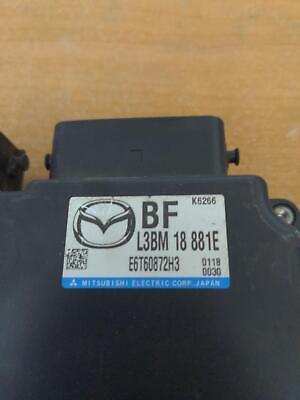 K6266
BF
L3BM 18 881E
E6T60872H3 0118
0030
MITSUBISHI ELECTRIC CORP. JAPAN